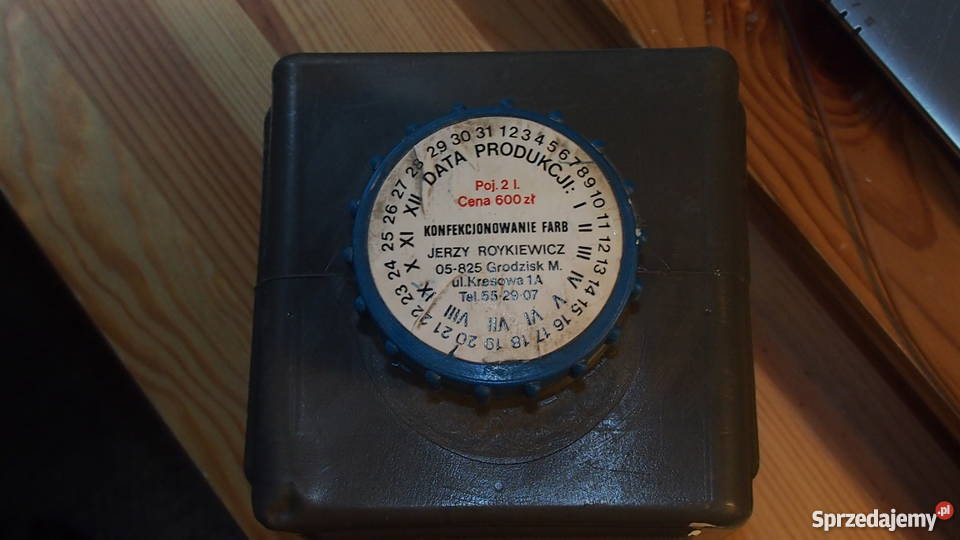 1 2 3 4 5 6 7 8 9 10 11 12 13 14 15 16 17 18 19 20 21 22 23 24 25 26 27 28 29 30 31
DATA PRODUKCJI:
I II III IV V VI VII VIII IX X XI XII
Poj. 2 l.
Cena 600 zł
KONFEKCJONOWANIE FARB
JERZY ROYKIEWICZ
05-825 Grodzisk M.
ul.Kresowa 1A
Tel. 55-29-07
Sprzedajemy.pl